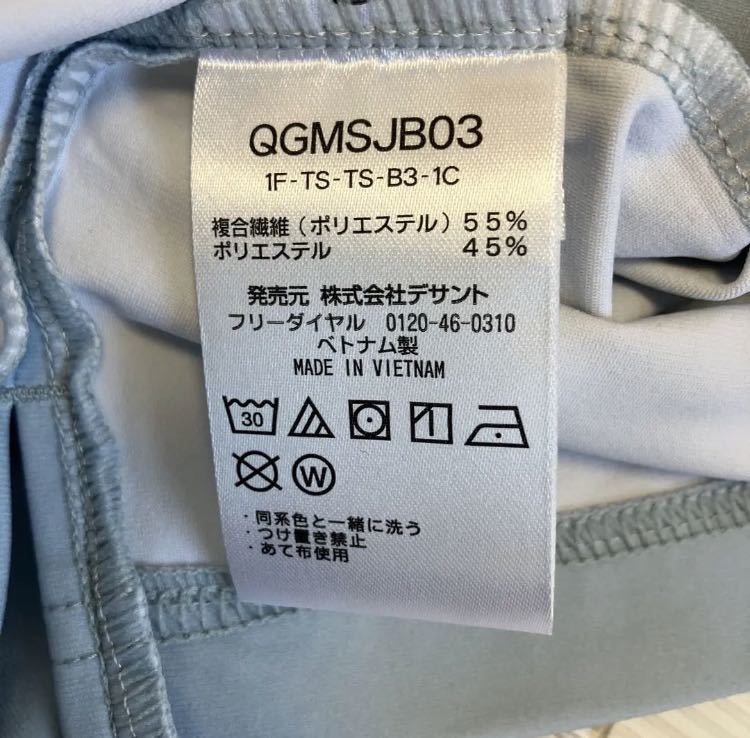 QGMSJB03
1F-TS-TS-B3-1C
複合繊維(ポリエステル)55%
ポリエステル 45%
発売元 株式会社デサント
フリーダイヤル 0120-46-0310
ベトナム製
MADE IN VIETNAM
30
W
・同系色と一緒に洗う
・つけ置き禁止
・あて布使用